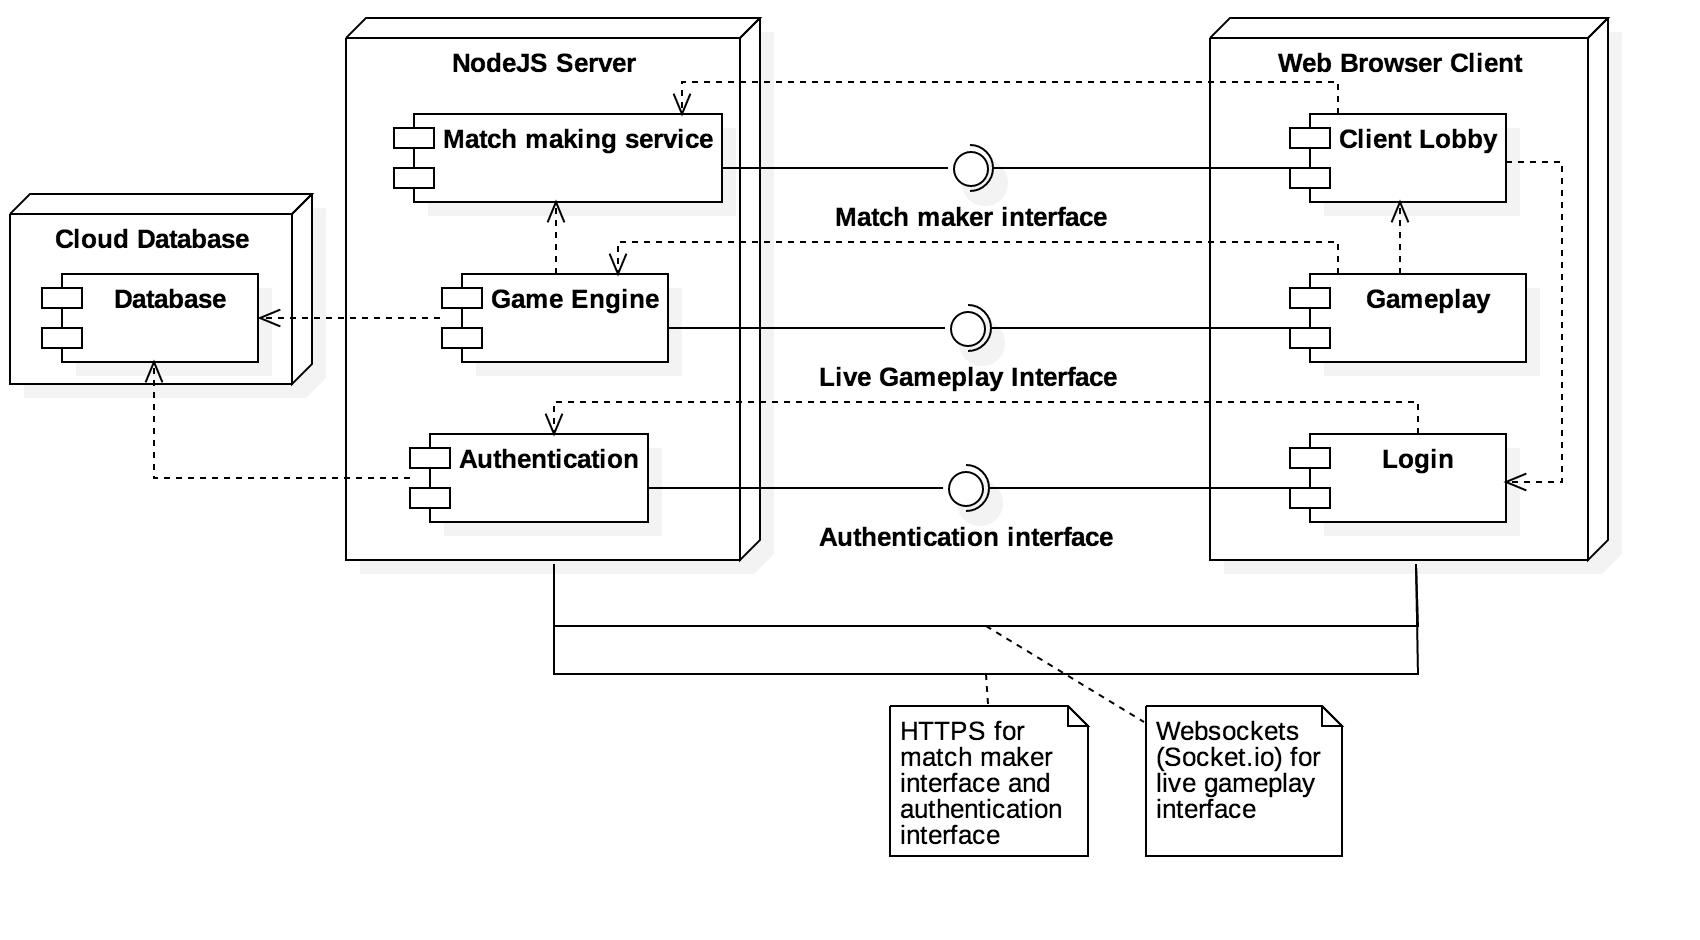 NodeJS Server
Web Browser Client
Match making service
Client Lobby
Match maker interface
Cloud Database
Database
Game Engine
Gameplay
Live Gameplay Interface
Authentication
Login
Authentication interface
HTTPS for
match maker
interface and
authentication
interface
Websockets
(Socket.io) for
live gameplay
interface